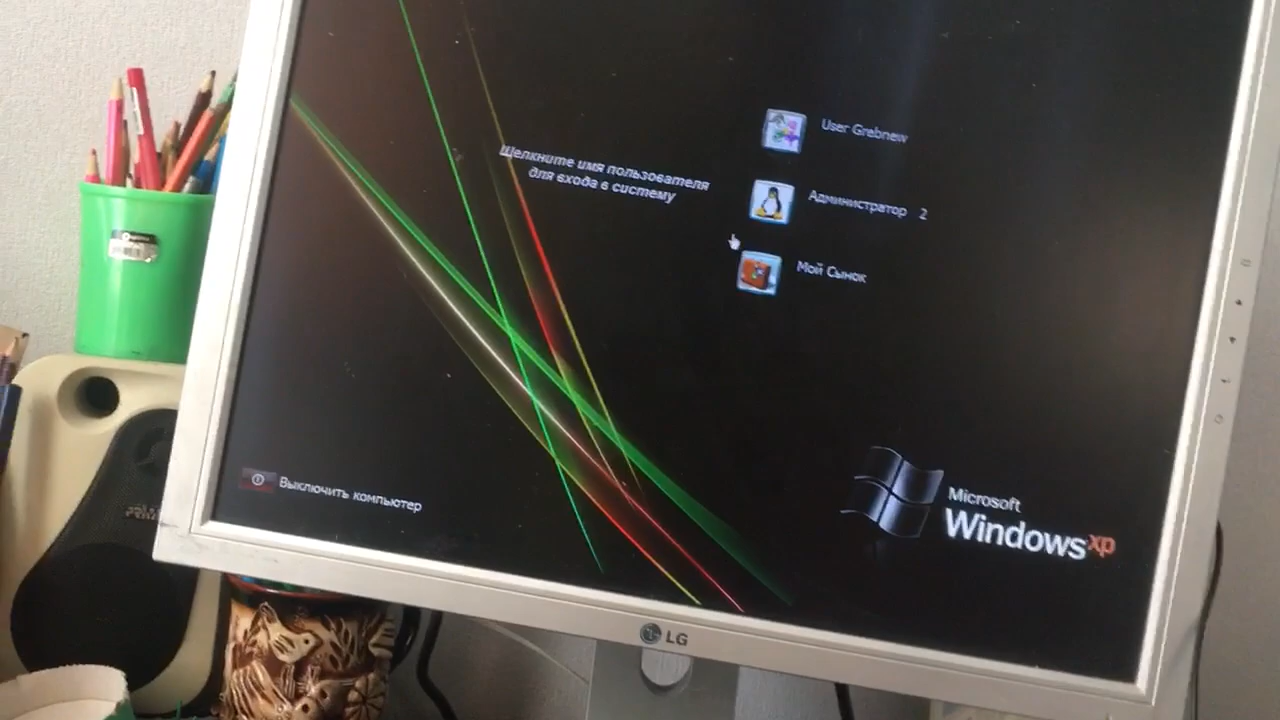 User Grebnew
Щелкните имя пользователя
для входа в систему
Администратор 2
Мой Сынок
Выключить компьютер
Microsoft
Windows xp
LG